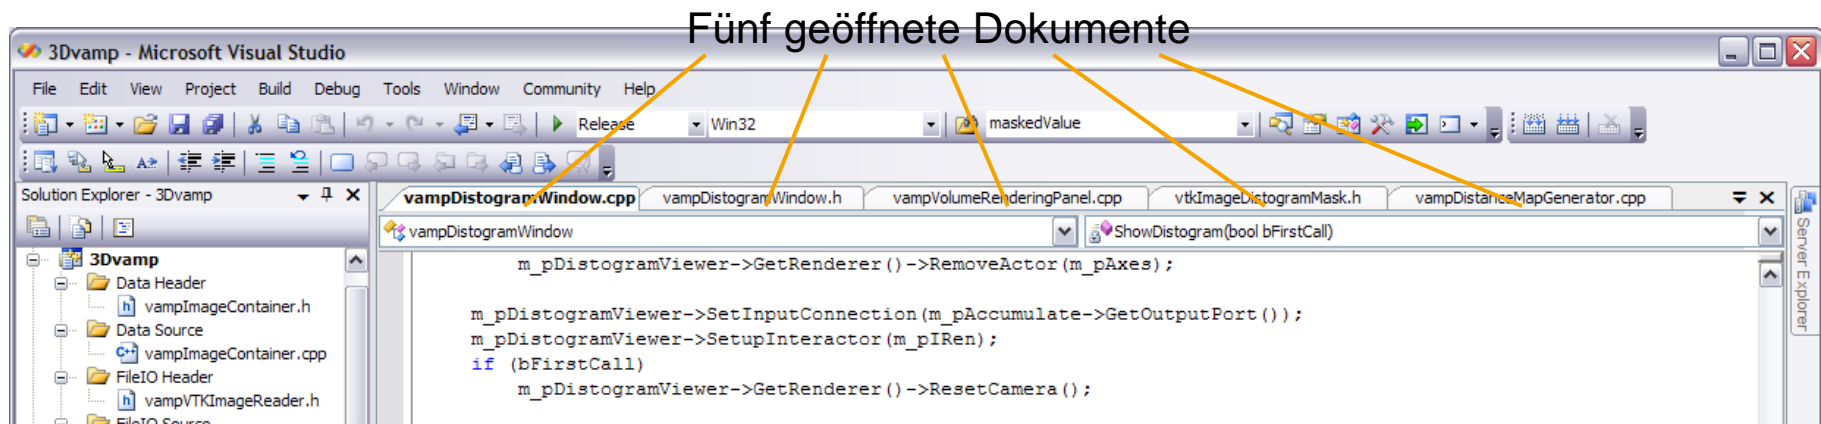 Fünf geöffnete Dokumente
3Dvamp - Microsoft Visual Studio
File Edit View Project Build Debug Tools Window Community Help
Release Win32 maskedValue
Solution Explorer - 3Dvamp
vampDistogramWindow.cpp vampDistogramWindow.h vampVolumeRenderingPanel.cpp vtkImageDistogramMask.h vampDistanceMapGenerator.cpp
vampDistogramWindow ShowDistogram(bool bFirstCall)
3Dvamp
Data Header
vampImageContainer.h
Data Source
vampImageContainer.cpp
FileIO Header
vampVTKImageReader.h
FileIO Source
m_pDistogramViewer->GetRenderer()->RemoveActor(m_pAxes);
m_pDistogramViewer->SetInputConnection(m_pAccumulate->GetOutputPort());
m_pDistogramViewer->SetupInteractor(m_pIRen);
if (bFirstCall)
m_pDistogramViewer->GetRenderer()->ResetCamera();
Server Explorer